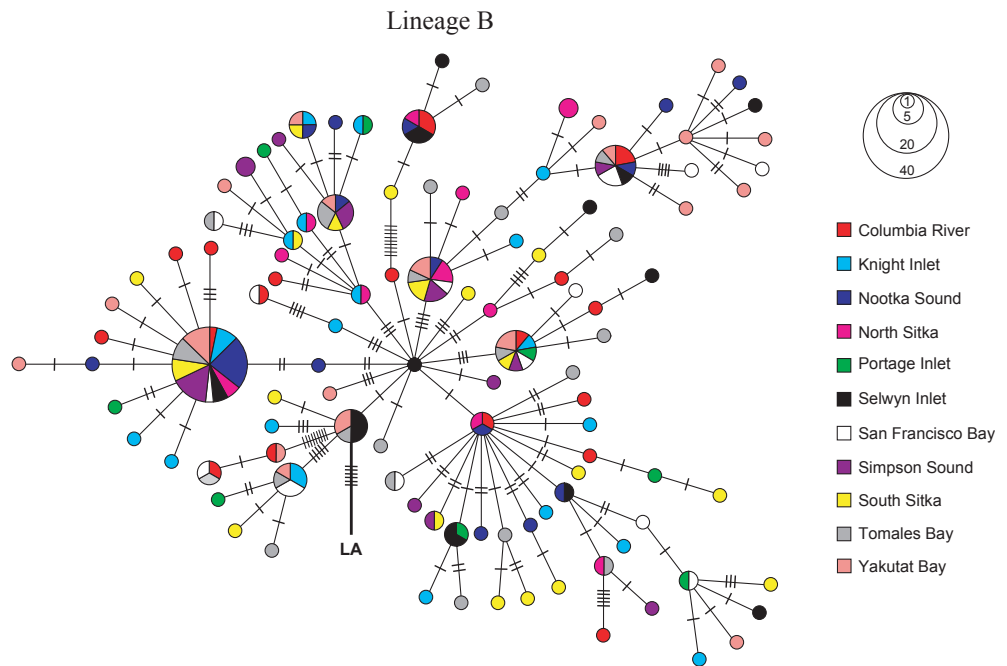 Lineage B
1
5
20
40
Columbia River
Knight Inlet
Nootka Sound
North Sitka
Portage Inlet
Selwyn Inlet
San Francisco Bay
Simpson Sound
South Sitka
Tomales Bay
Yakutat Bay
LA